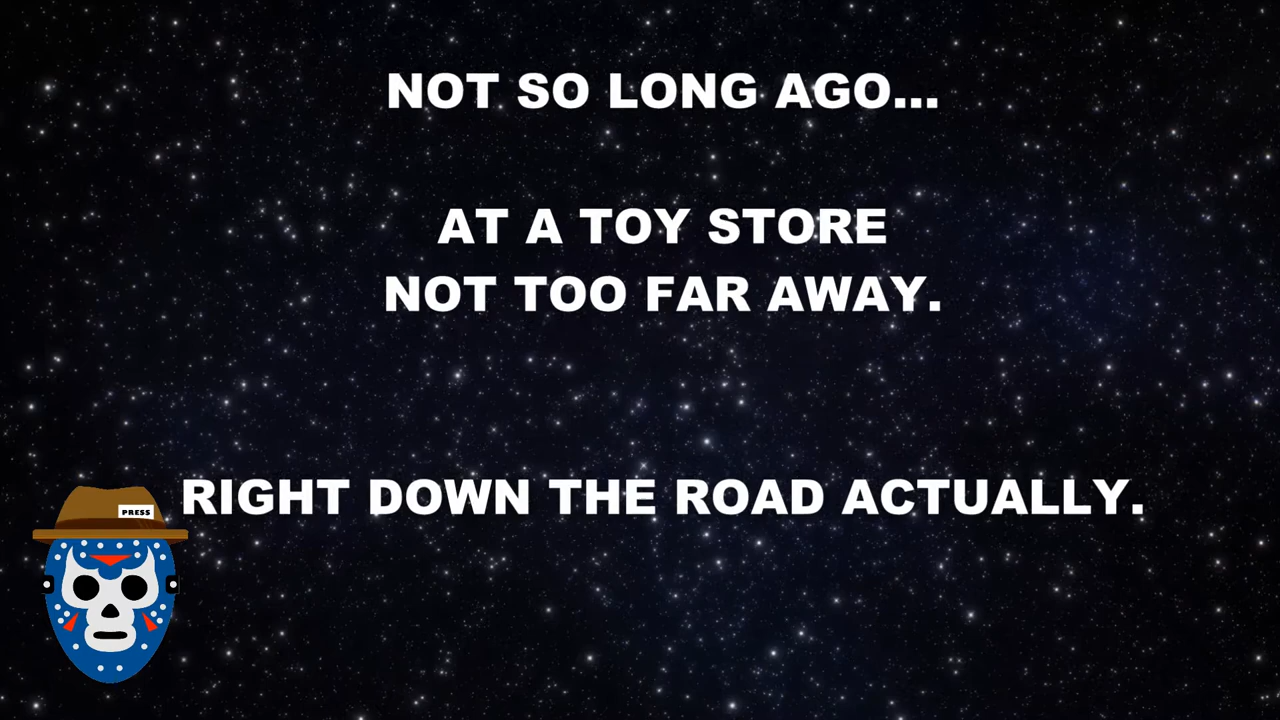 NOT SO LONG AGO...
AT A TOY STORE
NOT TOO FAR AWAY.
RIGHT DOWN THE ROAD ACTUALLY.
PRESS